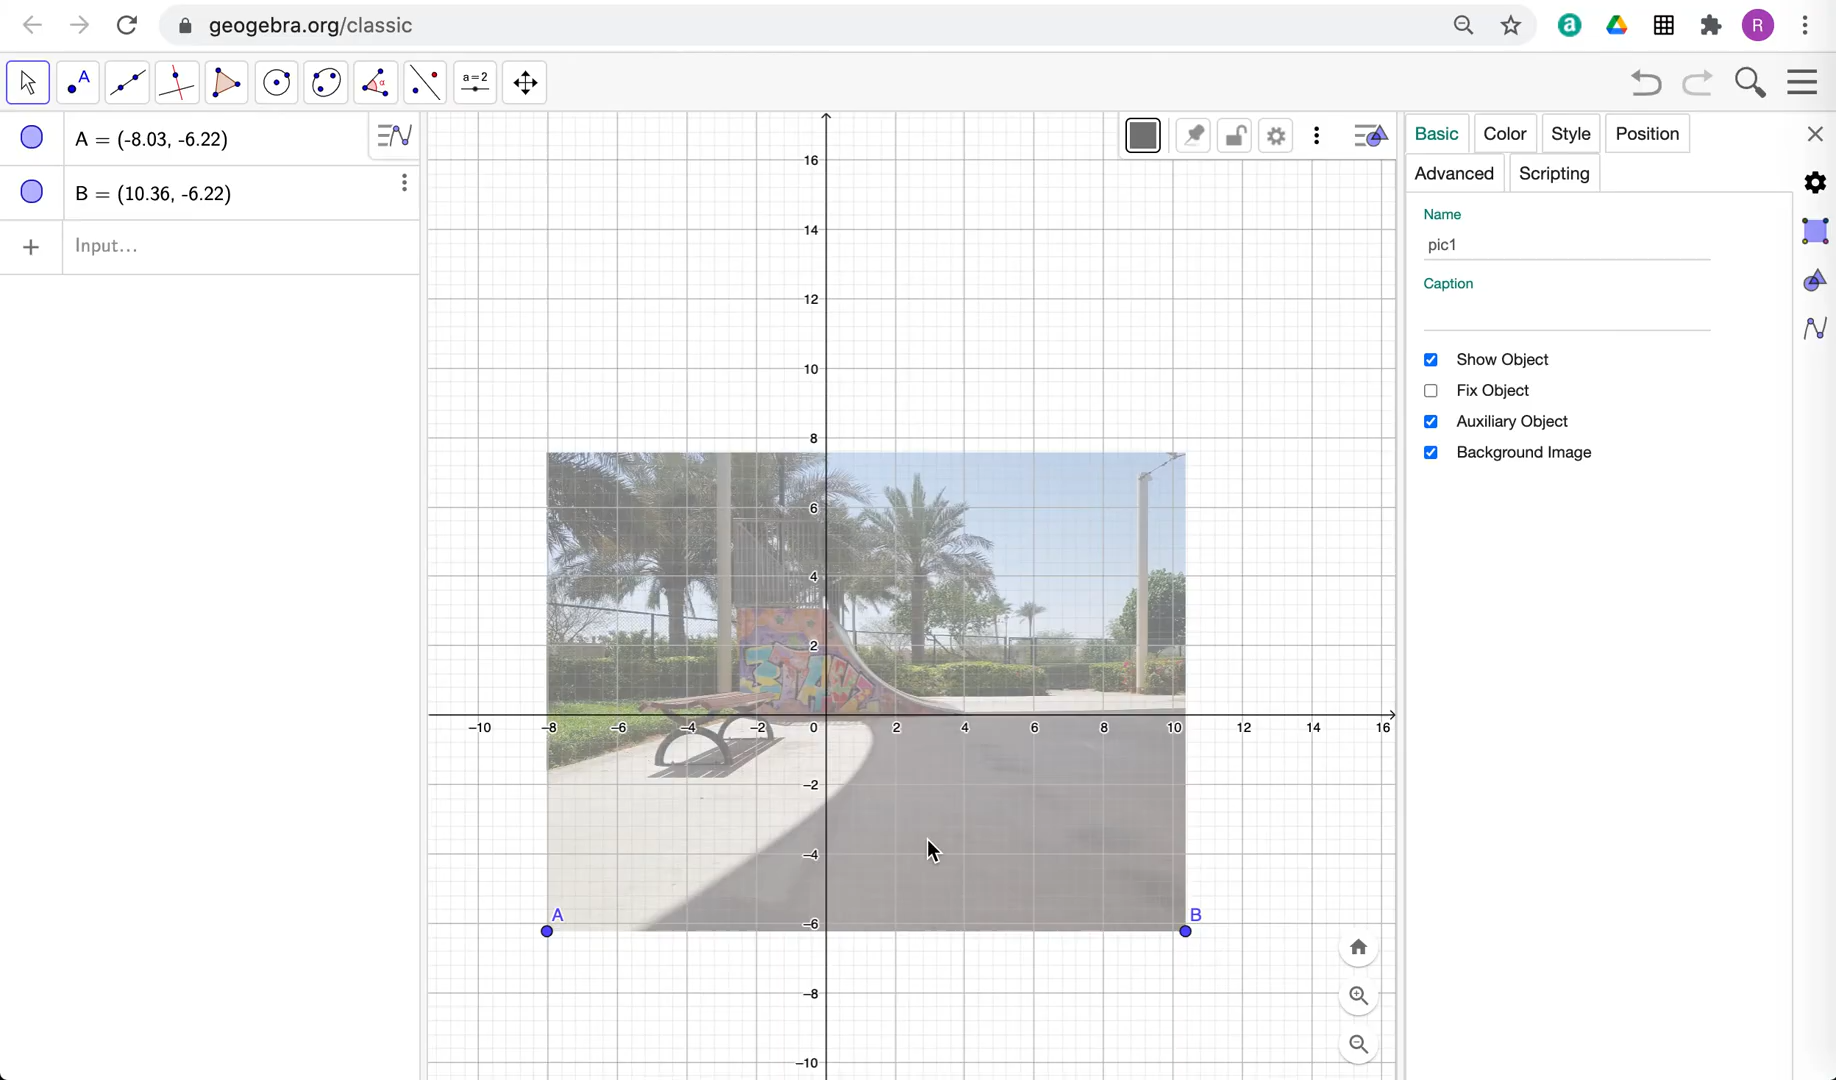 geogebra.org/classic
R
A
α
a=2
A = (-8.03, -6.22)
B = (10.36, -6.22)
+ Input...
16
14
12
10
8
6
4
2
-10 -8 -6 -4 -2 0 2 4 6 8 10 12 14 16
-2
-4
-6
-8
-10
A
B
Basic Color Style Position
Advanced Scripting
Name
pic1
Caption
Show Object
Fix Object
Auxiliary Object
Background Image